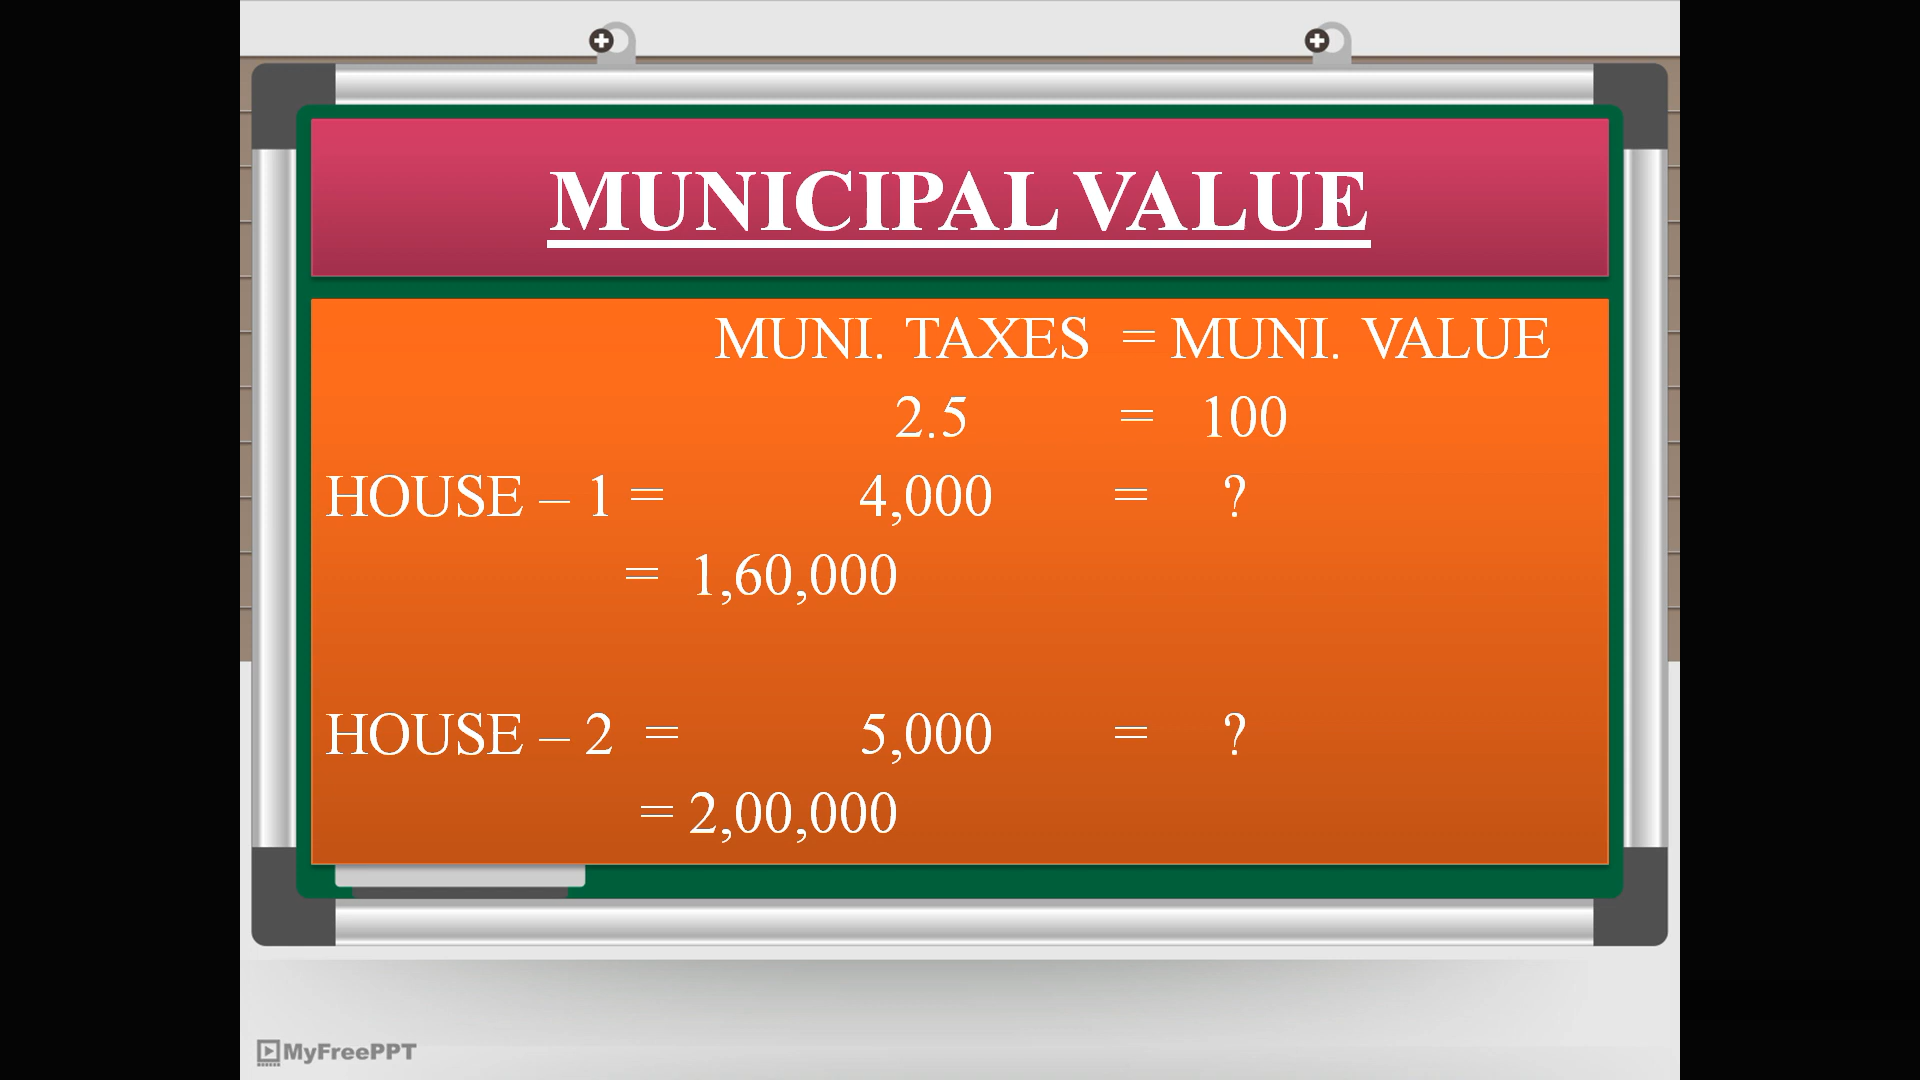 MUNICIPAL VALUE
MUNI. TAXES = MUNI. VALUE
2.5 = 100
HOUSE – 1 = 4,000 = ?
= 1,60,000
HOUSE – 2 = 5,000 = ?
= 2,00,000
MyFreePPT